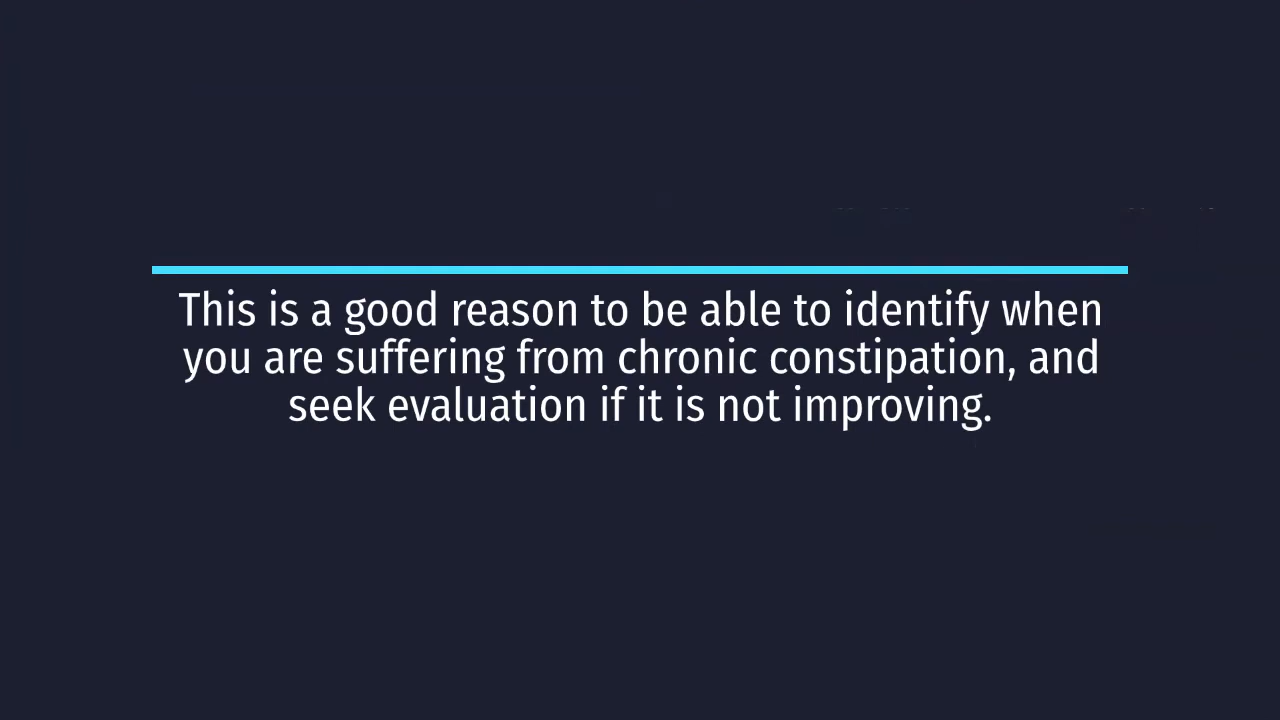 This is a good reason to be able to identify when
you are suffering from chronic constipation, and
seek evaluation if it is not improving.